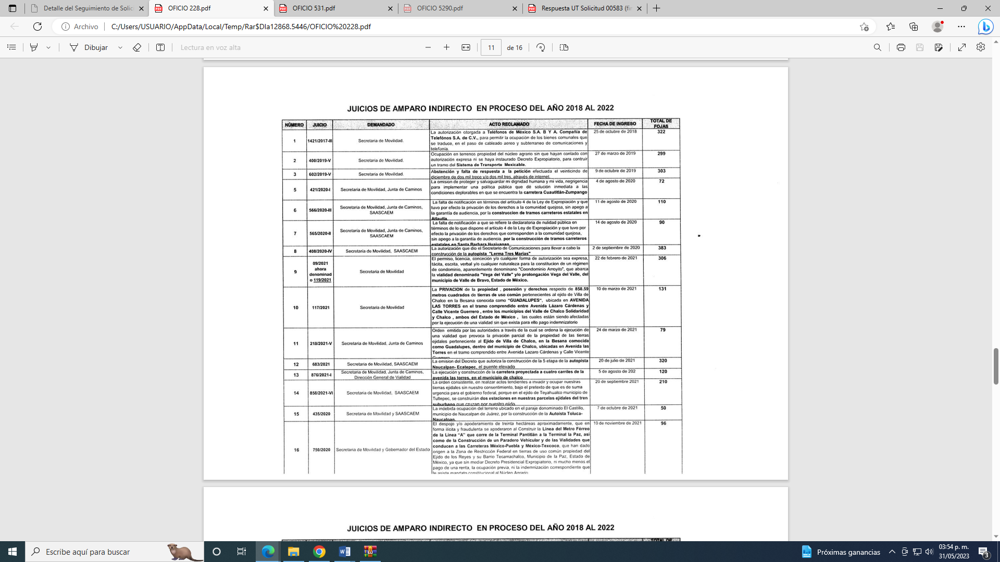 Detalle del Seguimiento de Solici
OFICIO 228.pdf
OFICIO 531.pdf
OFICIO 5290.pdf
Respuesta UT Solicitud 00583 (fir
Archivo
C:/Users/USUARIO/AppData/Local/Temp/Rar$DIa12868.5446/OFICIO%20228.pdf
Dibujar
Lectura en voz alta
11
de 16
JUICIOS DE AMPARO INDIRECTO EN PROCESO DEL AÑO 2018 AL 2022
NÚMERO JUICIO DEMANDADO ACTO RECLAMADO FECHA DE INGRESO TOTAL DE FOJAS
1 1421/2017-III Secretaria de Movilidad. 25 de octubre de 2018 322
La autorización otorgada a Teléfonos de México S.A. B Y A. Compañia de
Telefónos S.A. de C.V., para permitir la ocupación de los bienes comunales que
se traduce, en el paso de cableado aereo y subterraneo de comunicaciones y
telefonía.
2 400/2019-V Secretaria de Movilidad. 27 de marzo de 2019 299
Ocupación en terrenos propiedad del núcleo agrario sin que hayan contado con
autorización expresa ni se haya instaurado Decreto Expropiatorio, para contruir
un tramo del Sistema de Transporte Mexicable.
3 602/2019-V Secretaria de Movilidad. 9 de octubre de 2019 303
Abstención y falta de respuesta a la petición efectuada el veinticindo de
diciembre de dos mil trece y/o dos mil tres, através de internet.
5 421/2020-I Secretaria de Movilidad, Junta de Caminos 4 de agosto de 2020 72
La omision de proteger y salvaguardar mi dignidad humana y mi vida, negrigencia
para implementar una política pública que dé solución inmediata a las
condiciones deplorables en que se encuentra la carretera Cuautitlán-Zumpango
6 566/2020-III Secretaria de Movilidad, Junta de Caminos, SAASCAEM 11 de agosto de 2020 110
La falta de notificación en términos del artículo 4 de la Ley de Expropiación y que
tuvo por efecto la privación de los derechos a la comunidad quejosa, sin apego a
la garantía de audiencia, por la construccion de tramos carreteros estatales en
Atlautla.
7 565/2020-II Secretaria de Movilidad, Junta de Caminos, SAASCAEM 14 de agosto de 2020 90
La falta de notificación a que se refiere la declaratoria de nulidad pública en
términos de lo que dispone el artículo 4 de la Ley de Expropiación y que tuvo por
efecto la privación de los derechos que corresponden a la comunidad quejosa,
sin apego a la garantía de audiencia, por la construcción de tramos carreteros
estatales en Santa Barbara Huajuapan
8 408/2020-IV Secretaria de Movilidad, SAASCAEM 2 de septiembre de 2020 383
La autorización que dio el Secretario de Comunicaciones para llevar a cabo la
construcción de la autopista "Lerma Tres Marías"
9 09/2021 ahora denominado 119/2021 Secretaria de Movilidad 22 de febrero de 2021 306
El permiso, licencia, conceción y/o cualquier forma de autorización sea expresa,
tácita, escrita, verbal y/o cualquier naturaleza para la constitucion de un régimen
de condominio, aparentemente denominano "Coondominio Arroyito", que abarca
la vialidad denominada "Vega del Valle" y/o prolongación Vega del Valle, del
municipio de Valle de Bravo, Estado de México.
10 117/2021 Secretaria de Movilidad 10 de marzo de 2021 131
La PRIVACION de la propiedad , posesión y derechos respecto de 858.59
metros cuadrados de tierras de uso común pertenecientes al ejido de Villa de
Chalco en la Besana conocida como "GUADALUPES", ubicada en AVENIDA
LAS TORRES en el tramo comprendido entre Avenida Lázaro Cárdenas y
Calle Vicente Guerrero , entre los municipios del Valle de Chalco Solidaridad
y Chalco , ambos del Estado de México , las cuales están siendo afectadas
por la ejecución de una vialidad sin que exista para ello pago indemnizatorio
11 218/2021-V Secretaria de Movilidad, Junta de Caminos 24 de marzo de 2021 79
Orden emitida por las autoridades a través de la cual se ordena la ejecución de
una vialidad que provoca la privación parcial de la propiedad de las tierras
ejidales perteneciente al Ejido de Villa de Chalco, en la Besana comocida
como Guadalupes, dentro del municipio de Chalco, ubicadas en Avenida las
Torres en el tramo comprendido entre Avenida Lazaro Cárdenas y Calle Vicente
Guerrero
12 683/2021 Secretaria de Movilidad, SAASCAEM 20 de julio de 2021 320
La emision del Decreto que autoriza la construcción de la 5 etapa de la autopista
Naucalpan- Ecatepec, el puente elevado
13 876/2021-I Secretaria de Movilidad, Junta de Caminos, Dirección General de Vialidad 5 de agosto de 202 120
La ejecución y construcción de la carretera proyectada a cuatro carriles de la
avenida las torres, en el municipio de chalco
14 858/2021-VI Secretaria de Movilidad, SAASCAEM 20 de septiembre 2021 210
La orden consistente, en realizar actos tendientes a invadir y ocupar nuestras
tierras ejidales sin nuestro consentimiento, bajo el pretexto de que es de suma
urgencia para el gobierno federal, porque en el ejido de Teyahualco municipio de
Tultepec, se construirán dos estaciones en nuestras parcelas ejidales del tren
suburbano que cruzan por nuestro ejido
15 435/2020 Secretaria de Movilidad y SAASCAEM 7 de octubre de 2021 50
La indebida ocupación del terreno ubicado en el paraje donominado El Castillo,
municipio de Naucalpan de Juárez, por la construcción de la Autoista Toluca-
Naucalpan.
16 750/2020 Secretaria de Movilidad y Gobernador del Estado 10 de noviembre de 2021 96
El despojo y/o apoderamiento de treinta hectáreas aproximadamente, que en
forma ilícita y fraudulenta se apoderaron al Construir la Línea del Metro Férreo
de la Línea "A" que corre de la Terminal Pantitlán a la Terminal la Paz, así
como de la Construcción de un Paradero Vehicular y de las Vialidades que
conducen a las Carreteras México-Puebla y México-Texcoco, que han dado
origen a la Zona de Restricción Federal en tierras de uso común propiedad del
Ejido de los Reyes y su Barrio Tecamachalco, Municipio de la Paz, Estado de
México, ya que sin mediar Decreto Presidencial Expropiatorio, ni mucho menos el
pago de una renta, la ocupación previa, ni la indemnización correspondiente que
le asiste mandato constitucional al Núcleo Agrario
JUICIOS DE AMPARO INDIRECTO EN PROCESO DEL AÑO 2018 AL 2022
TOTAL DE
Escribe aquí para buscar
Próximas ganancias
03:54 p. m.
31/05/2023
3